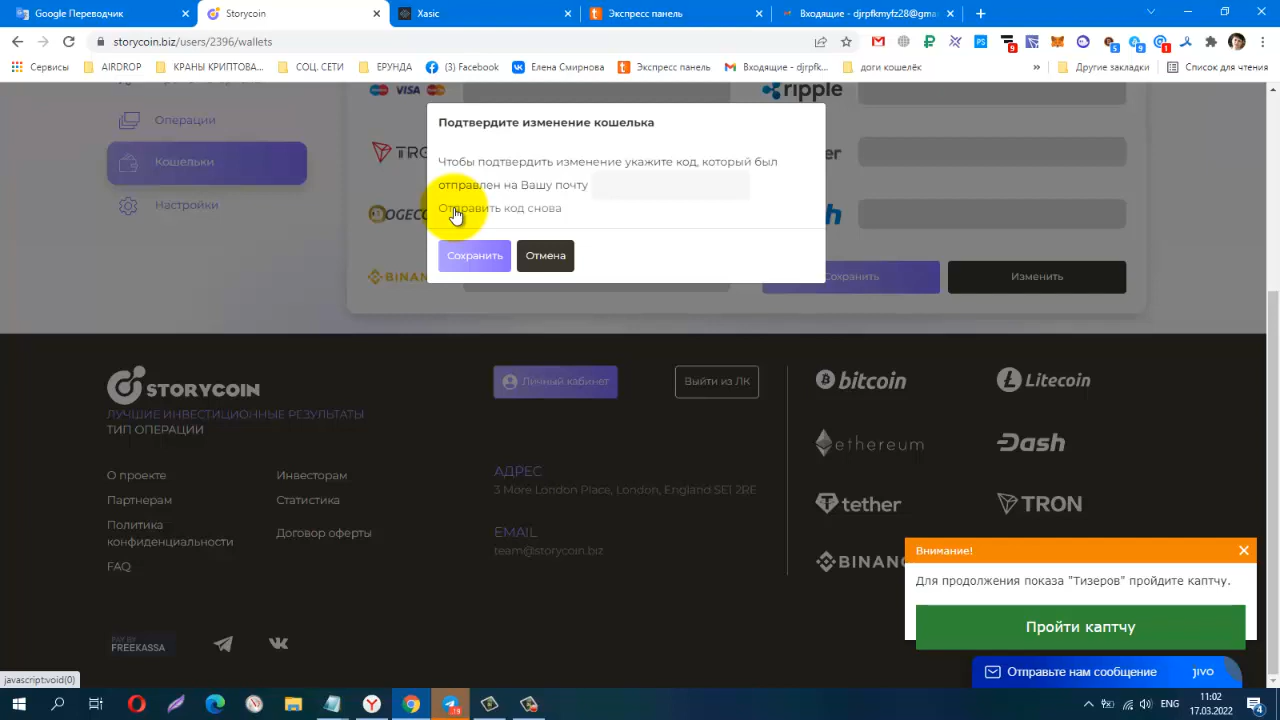 Google Переводчик
Storycoin
Xasic
Экспресс панель
Входящие - djrpfkmyfz28@gma
storycoin.biz/users/2396/wallets
Сервисы
AIRDROP
КРАНЫ КРИПТОВА...
СОЦ. СЕТИ
ЕРУНДА
(3) Facebook
Елена Смирнова
Экспресс панель
Входящие - djrpfk...
доги кошелёк
»
Другие закладки
Список для чтения
VISA
ripple
Операции
Кошельки
Настройки
Подтвердите изменение кошелька
Чтобы подтвердить изменение укажите код, который был
отправлен на Вашу почту
Отправить код снова
Сохранить
Отмена
Сохранить
Изменить
STORYCOIN
ЛУЧШИЕ ИНВЕСТИЦИОННЫЕ РЕЗУЛЬТАТЫ
ТИП ОПЕРАЦИИ
О проекте
Инвесторам
Партнерам
Статистика
Политика
конфиденциальности
Договор оферты
FAQ
PAY BY
FREEKASSA
Личный кабинет
Выйти из ЛК
АДРЕС
3 More London Place, London, England SE1 2RE
EMAIL
team@storycoin.biz
bitcoin
Litecoin
ethereum
Dash
tether
TRON
BINANC
Внимание!
Для продолжения показа "Тизеров" пройдите каптчу.
Пройти каптчу
Отправьте нам сообщение
jivo
javascript:void(0)
ENG
11:02
17.03.2022